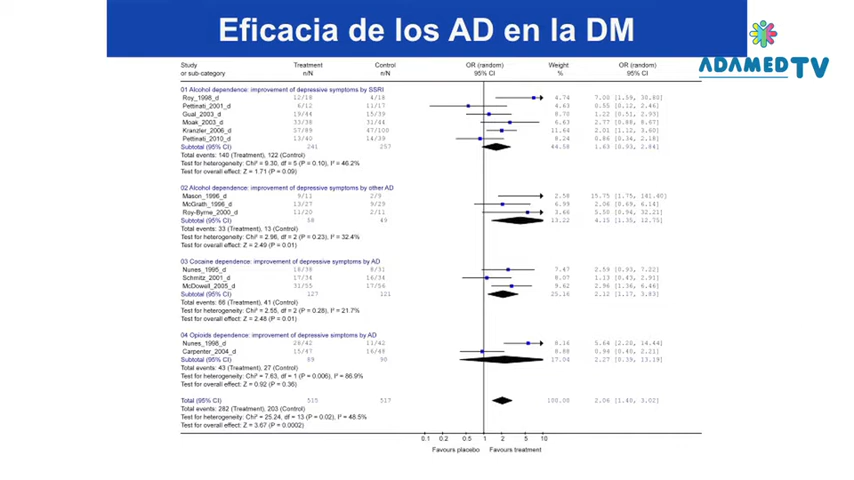 Eficacia de los AD en la DM
ADAMED TV
Study Treatment Control OR (random) Weight OR (random)
or sub-category n/N n/N 95% CI % 95% CI
01 Alcohol dependence: improvement of depressive symptoms by SSRI
Roy_1998_d 12/18 4/18 4.74 7.00 [1.59, 30.80]
Pettinati_2001_d 6/12 11/17 4.63 0.55 [0.12, 2.46]
Gual_2003_d 19/44 15/39 8.70 1.22 [0.51, 2.93]
Moak_2003_d 33/38 31/44 6.63 2.77 [0.88, 8.67]
Kranzler_2006_d 57/89 47/100 11.64 2.01 [1.12, 3.60]
Pettinati_2010_d 13/40 14/39 8.24 0.86 [0.34, 2.18]
Subtotal (95% CI) 241 257 44.58 1.63 [0.93, 2.84]
Total events: 140 (Treatment), 122 (Control)
Test for heterogeneity: Chi² = 9.30, df = 5 (P = 0.10), I² = 46.2%
Test for overall effect: Z = 1.71 (P = 0.09)
02 Alcohol dependence: improvement of depressive symptoms by other AD
Mason_1996_d 9/11 2/9 2.58 15.75 [1.75, 141.40]
McGrath_1996_d 13/27 9/29 6.99 2.06 [0.69, 6.14]
Roy-Byrne_2000_d 11/20 2/11 3.66 5.50 [0.94, 32.21]
Subtotal (95% CI) 58 49 13.22 4.15 [1.35, 12.75]
Total events: 33 (Treatment), 13 (Control)
Test for heterogeneity: Chi² = 2.96, df = 2 (P = 0.23), I² = 32.4%
Test for overall effect: Z = 2.49 (P = 0.01)
03 Cocaine dependence: improvement of depressive symptoms by AD
Nunes_1995_d 18/38 8/31 7.47 2.59 [0.93, 7.22]
Schmitz_2001_d 17/34 16/34 8.07 1.13 [0.43, 2.91]
McDowell_2005_d 31/55 17/56 9.62 2.96 [1.36, 6.46]
Subtotal (95% CI) 127 121 25.16 2.12 [1.17, 3.83]
Total events: 66 (Treatment), 41 (Control)
Test for heterogeneity: Chi² = 2.55, df = 2 (P = 0.28), I² = 21.7%
Test for overall effect: Z = 2.48 (P = 0.01)
04 Opioids dependence: improvement of depressive simptoms by AD
Nunes_1998_d 28/42 11/42 8.16 5.64 [2.20, 14.44]
Carpenter_2004_d 15/47 16/48 8.88 0.94 [0.40, 2.21]
Subtotal (95% CI) 89 90 17.04 2.27 [0.39, 13.19]
Total events: 43 (Treatment), 27 (Control)
Test for heterogeneity: Chi² = 7.63, df = 1 (P = 0.006), I² = 86.9%
Test for overall effect: Z = 0.92 (P = 0.36)
Total (95% CI) 515 517 100.00 2.06 [1.40, 3.02]
Total events: 282 (Treatment), 203 (Control)
Test for heterogeneity: Chi² = 25.24, df = 13 (P = 0.02), I² = 48.5%
Test for overall effect: Z = 3.67 (P = 0.0002)
0.1 0.2 0.5 1 2 5 10
Favours placebo Favours treatment